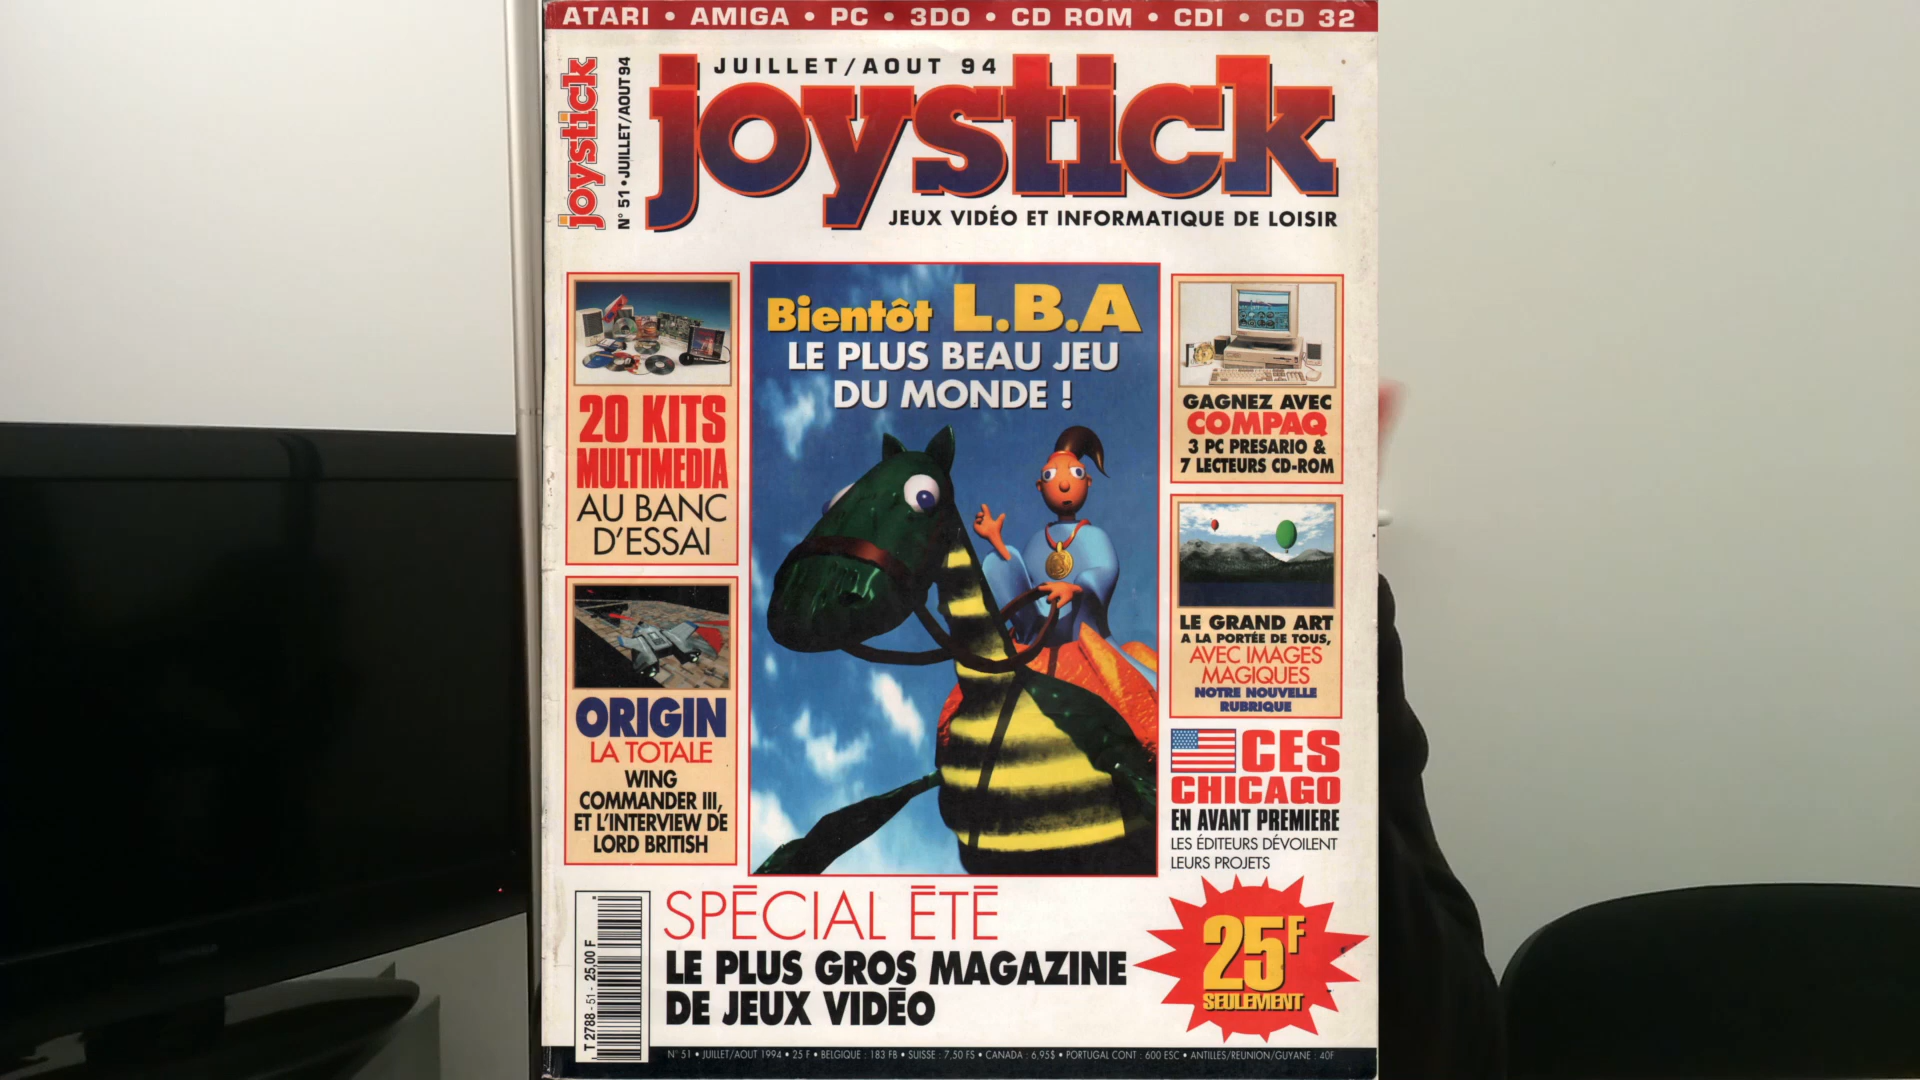 ATARI • AMIGA • PC • 3DO • CD ROM • CDI • CD 32
joystick
N° 51 • JUILLET/AOUT 94
JUILLET/AOUT 94
joystick
JEUX VIDÉO ET INFORMATIQUE DE LOISIR
20 KITS
MULTIMEDIA
AU BANC
D'ESSAI
ORIGIN
LA TOTALE
WING
COMMANDER III,
ET L'INTERVIEW DE
LORD BRITISH
Bientôt L.B.A
LE PLUS BEAU JEU
DU MONDE !
GAGNEZ AVEC
COMPAQ
3 PC PRESARIO &
7 LECTEURS CD-ROM
LE GRAND ART
A LA PORTÉE DE TOUS,
AVEC IMAGES
MAGIQUES
NOTRE NOUVELLE
RUBRIQUE
CES
CHICAGO
EN AVANT PREMIERE
LES ÉDITEURS DÉVOILENT
LEURS PROJETS
T 2788 - 51 - 25,00 F
SPÉCIAL ÉTÉ
LE PLUS GROS MAGAZINE
DE JEUX VIDÉO
25F
SEULEMENT
N° 51 • JUILLET/AOUT 1994 • 25 F • BELGIQUE : 183 FB • SUISSE : 7,50 FS • CANADA : 6,95$ • PORTUGAL CONT : 600 ESC • ANTILLES/REUNION/GUYANE : 40F